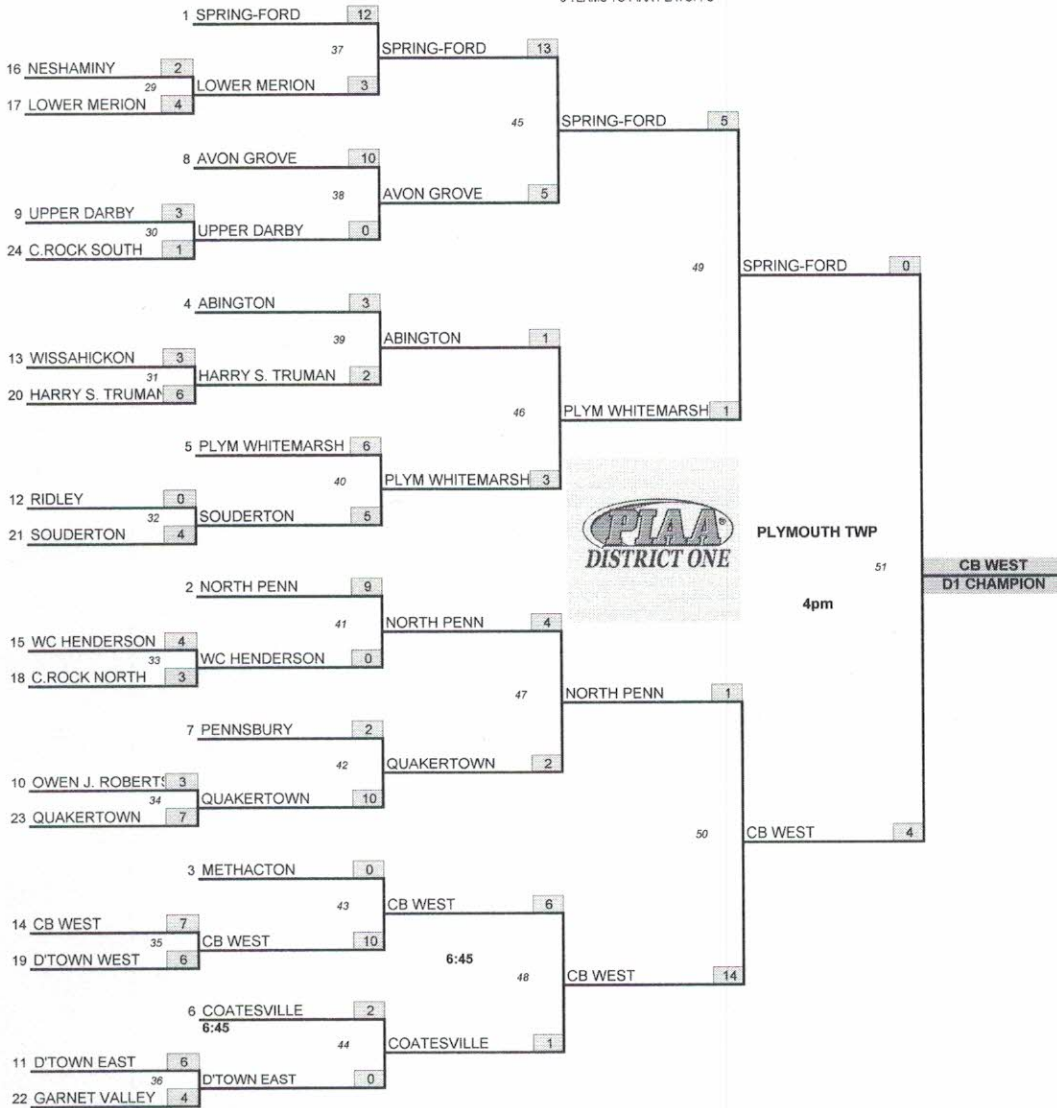 1 SPRING-FORD 12
37 SPRING-FORD 13
16 NESHAMINY 2
29 LOWER MERION 3
17 LOWER MERION 4
45 SPRING-FORD 5
8 AVON GROVE 10
38 AVON GROVE 5
9 UPPER DARBY 3
30 UPPER DARBY 0
24 C.ROCK SOUTH 1
49 SPRING-FORD 0
4 ABINGTON 3
39 ABINGTON 1
13 WISSAHICKON 3
31 HARRY S. TRUMAN 2
20 HARRY S. TRUMAN 6
46 PLYM WHITEMARSH 1
5 PLYM WHITEMARSH 6
40 PLYM WHITEMARSH 3
12 RIDLEY 0
32 SOUDERTON 5
21 SOUDERTON 4
PIAA®
DISTRICT ONE
PLYMOUTH TWP
4pm
51 CB WEST
D1 CHAMPION
2 NORTH PENN 9
41 NORTH PENN 4
15 WC HENDERSON 4
33 WC HENDERSON 0
18 C.ROCK NORTH 3
47 NORTH PENN 1
7 PENNSBURY 2
42 QUAKERTOWN 2
10 OWEN J. ROBERTS 3
34 QUAKERTOWN 10
23 QUAKERTOWN 7
50 CB WEST 4
3 METHACTON 0
43 CB WEST 6
14 CB WEST 7
35 CB WEST 10
19 D'TOWN WEST 6
6:45
48 CB WEST 14
6 COATESVILLE 2
6:45
44 COATESVILLE 1
11 D'TOWN EAST 6
36 D'TOWN EAST 0
22 GARNET VALLEY 4